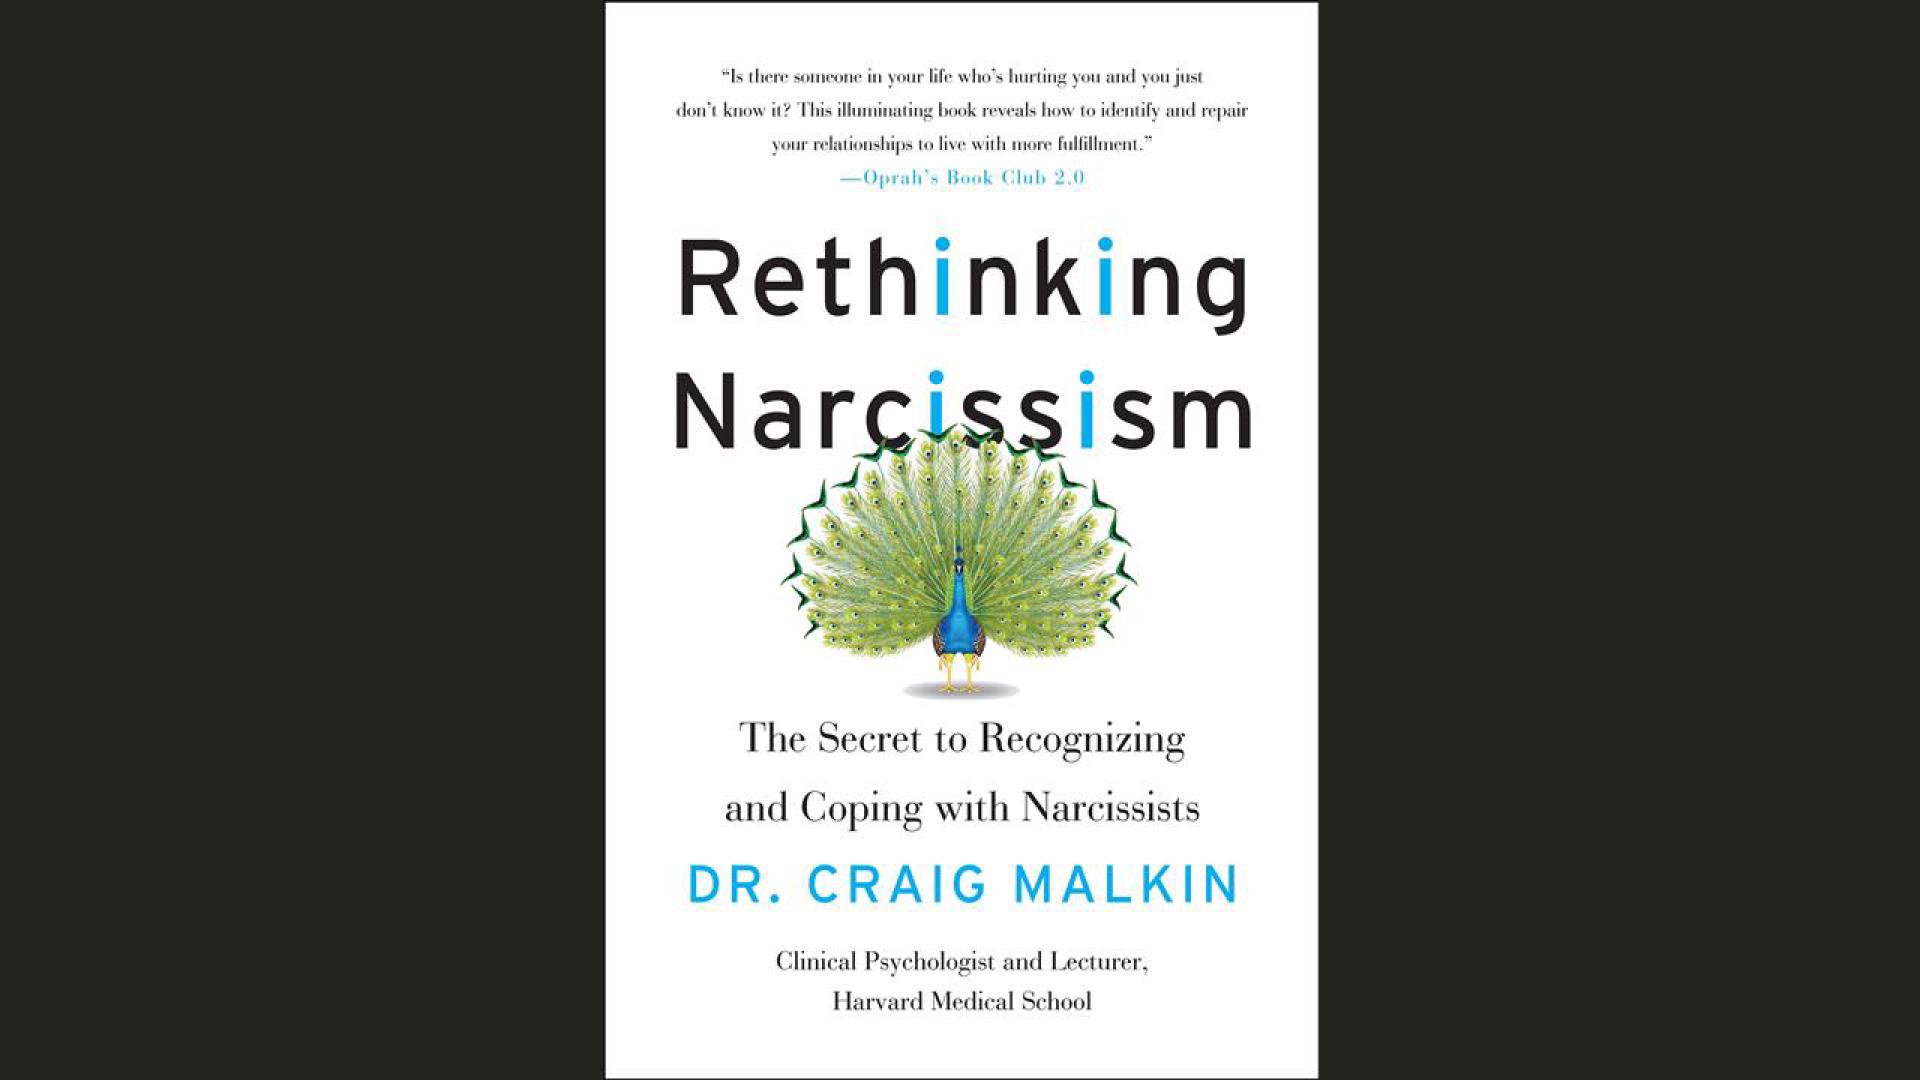 “Is there someone in your life who’s hurting you and you just
don’t know it? This illuminating book reveals how to identify and repair
your relationships to live with more fulfillment.”
—Oprah’s Book Club 2.0
Rethinking
Narcissism
The Secret to Recognizing
and Coping with Narcissists
DR. CRAIG MALKIN
Clinical Psychologist and Lecturer,
Harvard Medical School